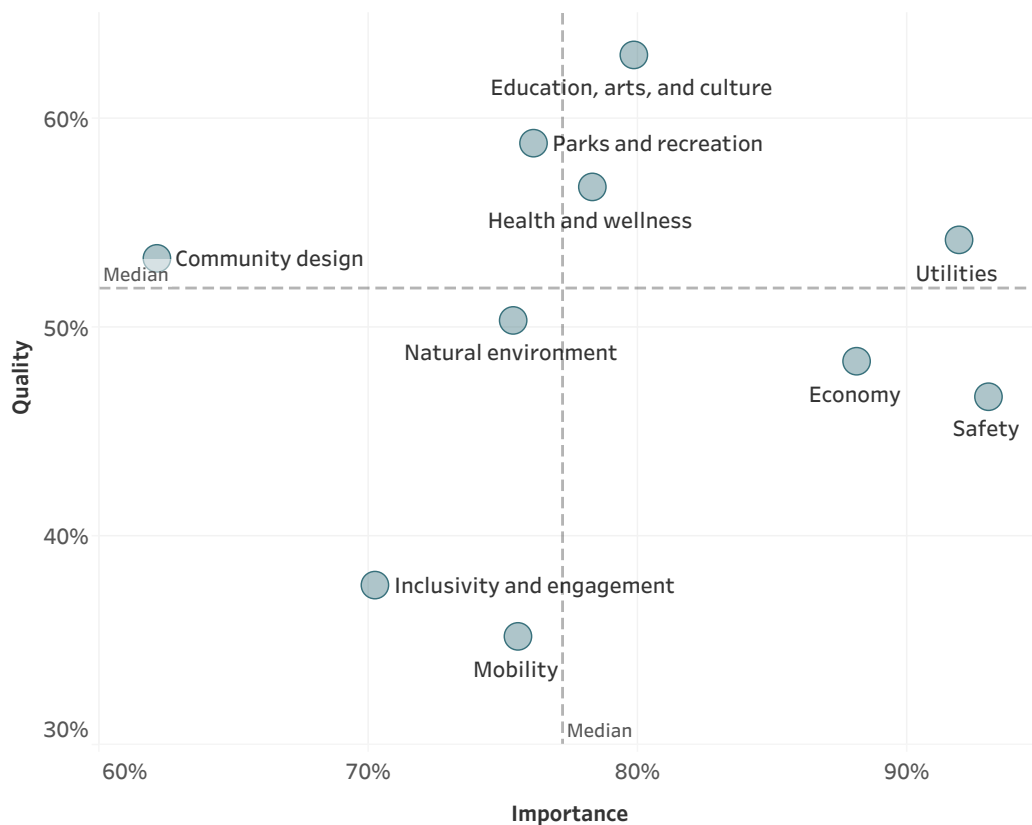 Education, arts, and culture
60%
Parks and recreation
Health and wellness
Community design
Median
Utilities
50%
Natural environment
Quality
Economy
Safety
40%
Inclusivity and engagement
Mobility
30%
Median
60%
70%
80%
90%
Importance